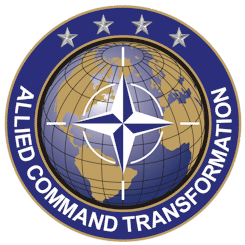 ALLIED COMMAND TRANSFORMATION